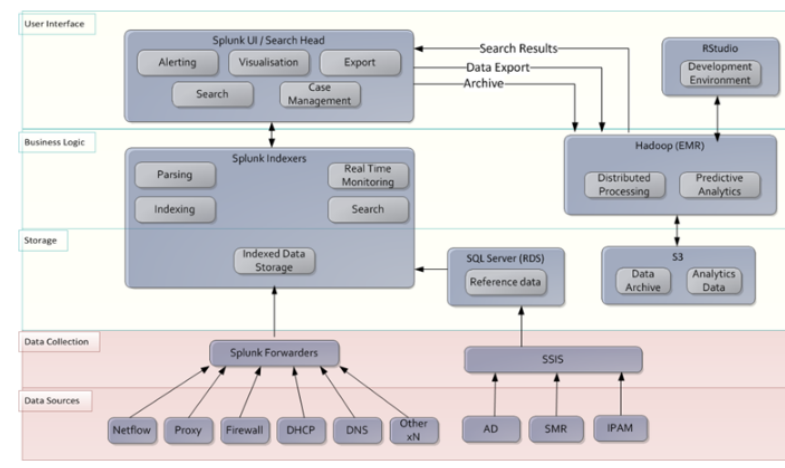 User Interface
Splunk UI / Search Head
Alerting
Visualisation
Export
Search
Case
Management
Search Results
Data Export
Archive
RStudio
Development
Environment
Business Logic
Splunk Indexers
Parsing
Real Time
Monitoring
Indexing
Search
Hadoop (EMR)
Distributed
Processing
Predictive
Analytics
Storage
Indexed Data
Storage
SQL Server (RDS)
Reference data
S3
Data
Archive
Analytics
Data
Data Collection
Splunk Forwarders
SSIS
Data Sources
Netflow
Proxy
Firewall
DHCP
DNS
Other
xN
AD
SMR
IPAM